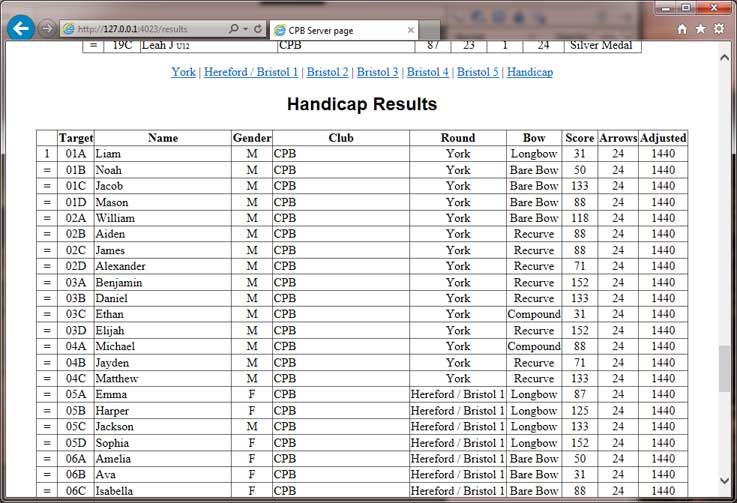 http://127.0.0.1:4023/results
CPB Server page
= 19C Leah J U12 CPB 87 23 1 24 Silver Medal
York | Hereford / Bristol 1 | Bristol 2 | Bristol 3 | Bristol 4 | Bristol 5 | Handicap
Handicap Results
Target Name Gender Club Round Bow Score Arrows Adjusted
1 01A Liam M CPB York Longbow 31 24 1440
= 01B Noah M CPB York Bare Bow 50 24 1440
= 01C Jacob M CPB York Bare Bow 133 24 1440
= 01D Mason M CPB York Bare Bow 88 24 1440
= 02A William M CPB York Bare Bow 118 24 1440
= 02B Aiden M CPB York Recurve 88 24 1440
= 02C James M CPB York Recurve 88 24 1440
= 02D Alexander M CPB York Recurve 71 24 1440
= 03A Benjamin M CPB York Recurve 152 24 1440
= 03B Daniel M CPB York Recurve 133 24 1440
= 03C Ethan M CPB York Compound 31 24 1440
= 03D Elijah M CPB York Recurve 152 24 1440
= 04A Michael M CPB York Compound 88 24 1440
= 04B Jayden M CPB York Recurve 71 24 1440
= 04C Matthew M CPB York Recurve 133 24 1440
= 05A Emma F CPB Hereford / Bristol 1 Longbow 87 24 1440
= 05B Harper F CPB Hereford / Bristol 1 Longbow 125 24 1440
= 05C Jackson M CPB Hereford / Bristol 1 Longbow 133 24 1440
= 05D Sophia F CPB Hereford / Bristol 1 Longbow 152 24 1440
= 06A Amelia F CPB Hereford / Bristol 1 Bare Bow 50 24 1440
= 06B Ava F CPB Hereford / Bristol 1 Bare Bow 31 24 1440
= 06C Isabella F CPB Hereford / Bristol 1 Bare Bow 88 24 1440